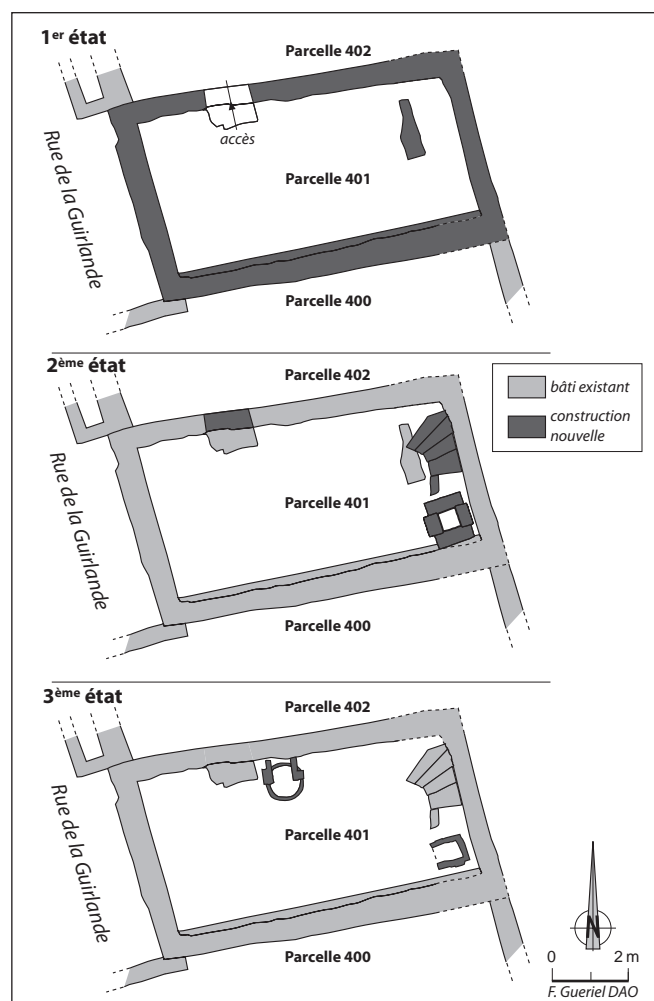 1er état
Parcelle 402
accès
Rue de la Guirlande
Parcelle 401
Parcelle 400
2ème état
Parcelle 402
bâti existant
construction
nouvelle
Parcelle 401
Rue de la Guirlande
Parcelle 400
3ème état
Parcelle 402
Rue de la Guirlande
Parcelle 401
N
Parcelle 400
0 2 m
F. Gueriel DAO